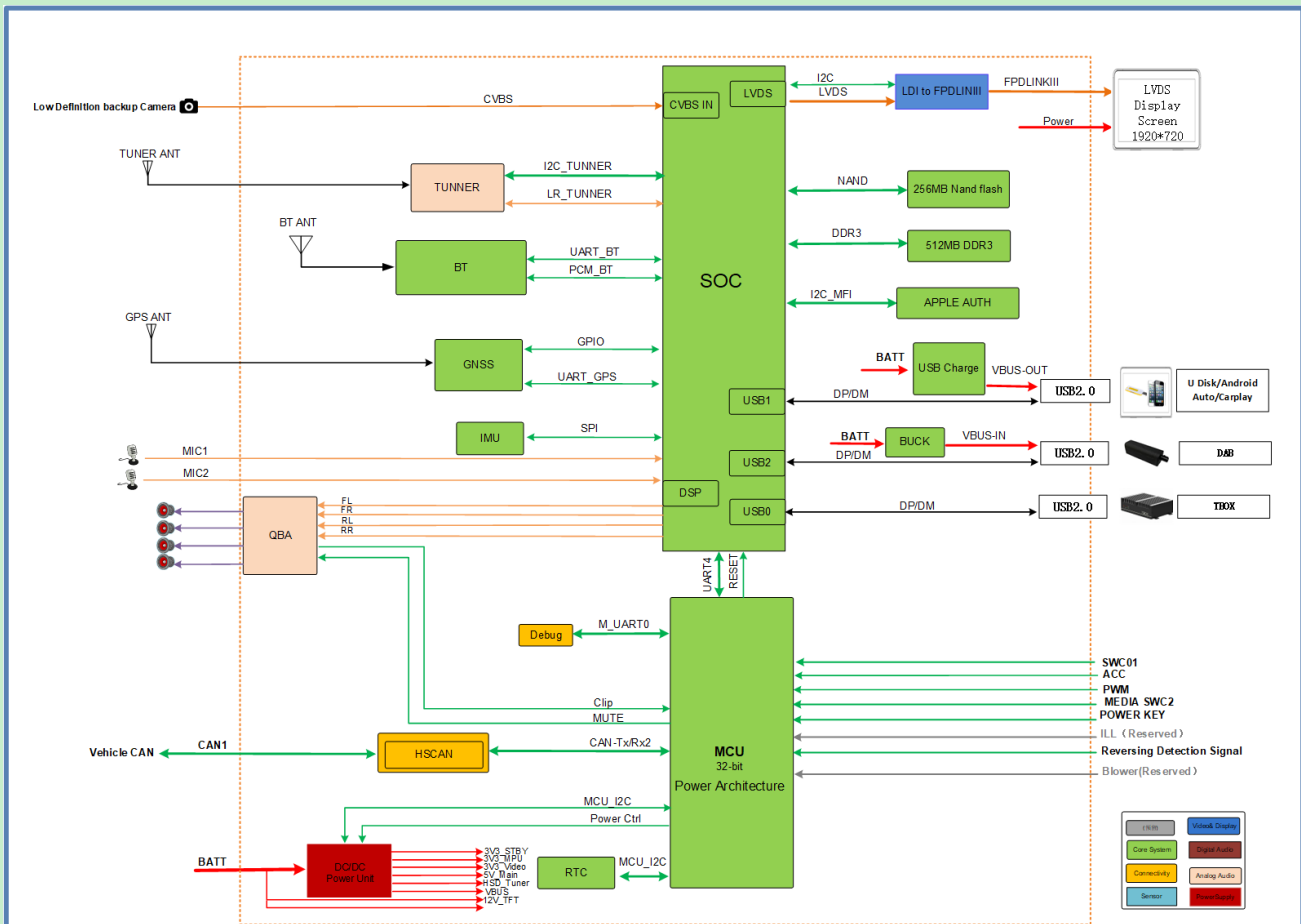 Low Definition backup Camera
CVBS
CVBS IN
LVDS
I2C
LVDS
LDI to FPDLINIII
FPDLINKIII
LVDS
Display
Screen
1920*720
Power
TUNER ANT
TUNNER
I2C_TUNNER
LR_TUNNER
NAND
256MB Nand flash
BT ANT
BT
UART_BT
PCM_BT
SOC
DDR3
512MB DDR3
I2C_MFI
APPLE AUTH
GPS ANT
GNSS
GPIO
UART_GPS
BATT
USB Charge
VBUS-OUT
USB1
DP/DM
USB2.0
U Disk/Android
Auto/Carplay
IMU
SPI
BATT
BUCK
VBUS-IN
MIC1
MIC2
USB2
DP/DM
USB2.0
DAB
DSP
USB0
DP/DM
USB2.0
TBOX
QBA
FL
FR
RL
RR
UART4
RESET
Debug
M_UART0
SWC01
ACC
PWM
MEDIA SWC2
POWER KEY
ILL（Reserved）
Reversing Detection Signal
Blower(Reserved）
Clip
MUTE
Vehicle CAN
CAN1
HSCAN
CAN-Tx/Rx2
MCU
32-bit
Power Architecture
MCU_I2C
Power Ctrl
BATT
DC/DC
Power Unit
3V3_STBY
3V3_MPU
3V3_Video
5V_Main
HSD_Tuner
VBUS
12V_TFT
RTC
MCU_I2C
Video& Display
Core System
Digital Audio
Connectivity
Analog Audio
Sensor
PowerSupply